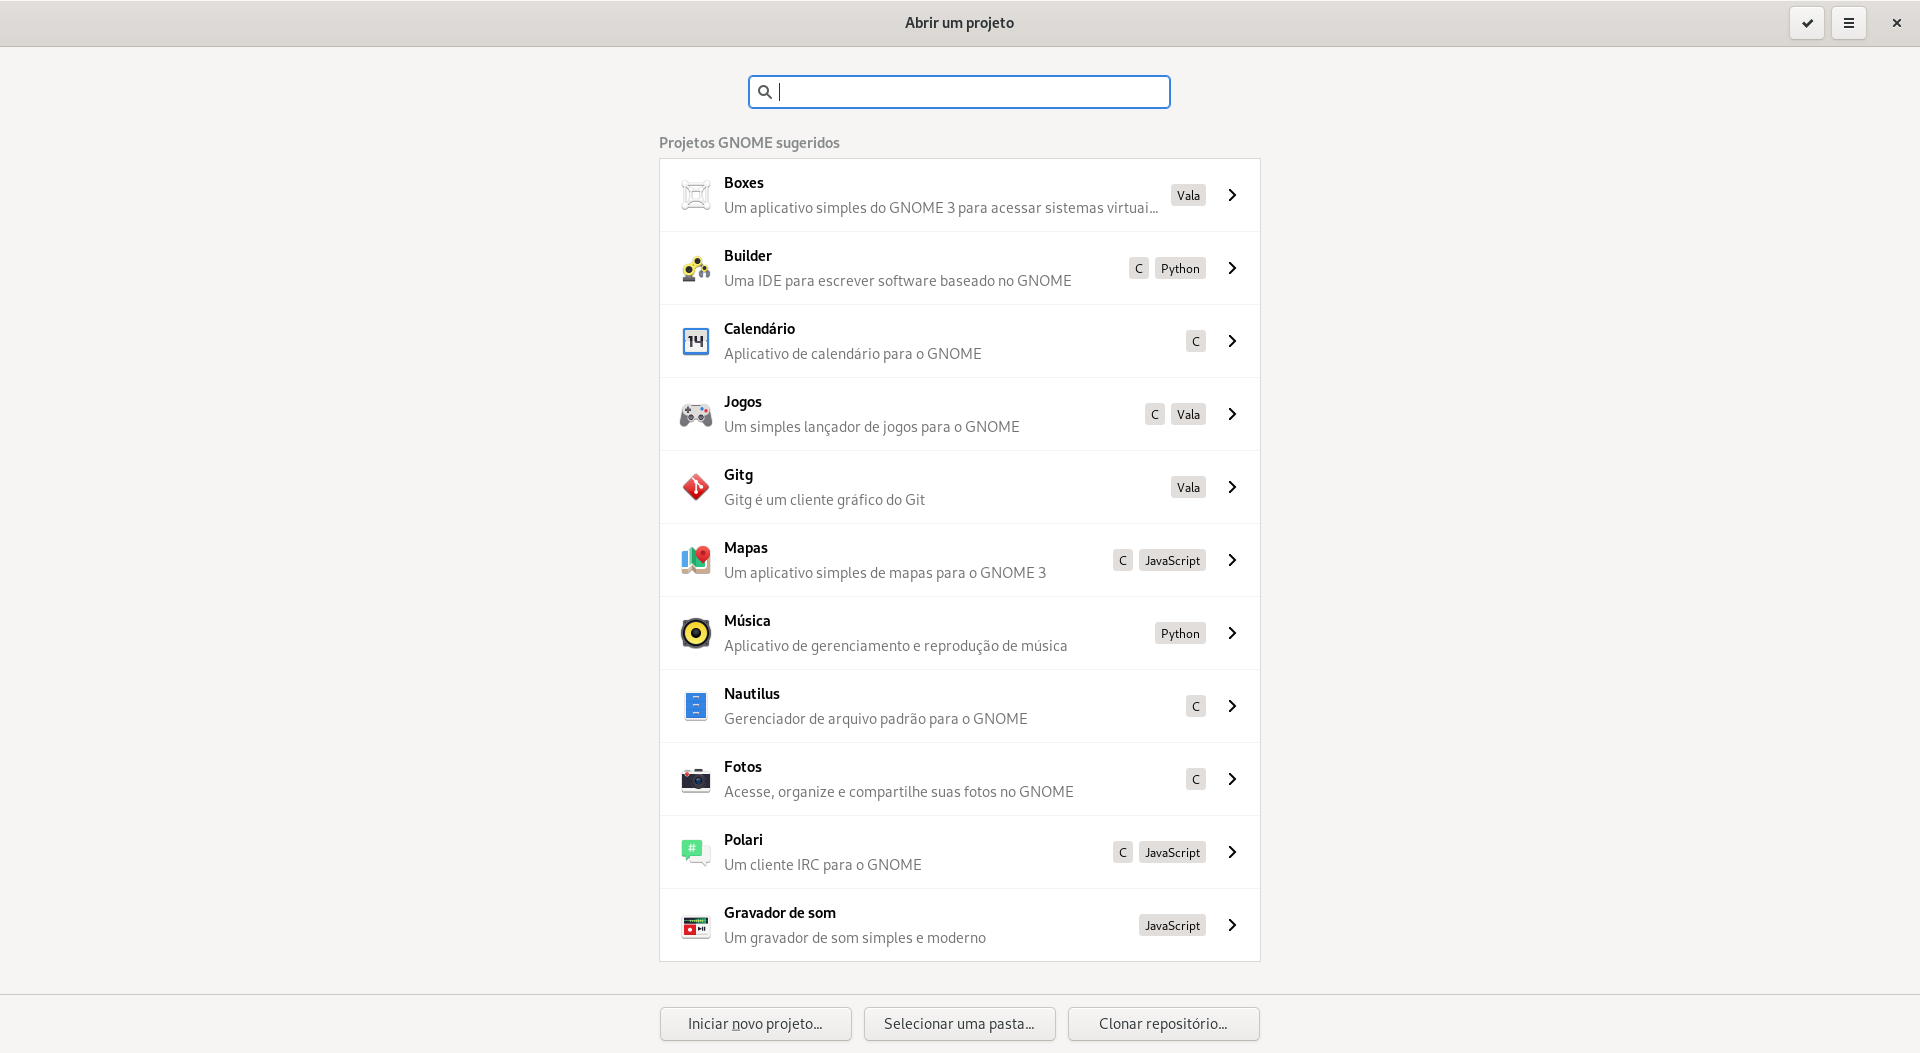 Abrir um projeto
Projetos GNOME sugeridos
Boxes
Um aplicativo simples do GNOME 3 para acessar sistemas virtuai…
Vala
Builder
Uma IDE para escrever software baseado no GNOME
C Python
14
Calendário
Aplicativo de calendário para o GNOME
C
Jogos
Um simples lançador de jogos para o GNOME
C Vala
Gitg
Gitg é um cliente gráfico do Git
Vala
Mapas
Um aplicativo simples de mapas para o GNOME 3
C JavaScript
Música
Aplicativo de gerenciamento e reprodução de música
Python
Nautilus
Gerenciador de arquivo padrão para o GNOME
C
Fotos
Acesse, organize e compartilhe suas fotos no GNOME
C
#
Polari
Um cliente IRC para o GNOME
C JavaScript
Gravador de som
Um gravador de som simples e moderno
JavaScript
Iniciar novo projeto… Selecionar uma pasta… Clonar repositório…